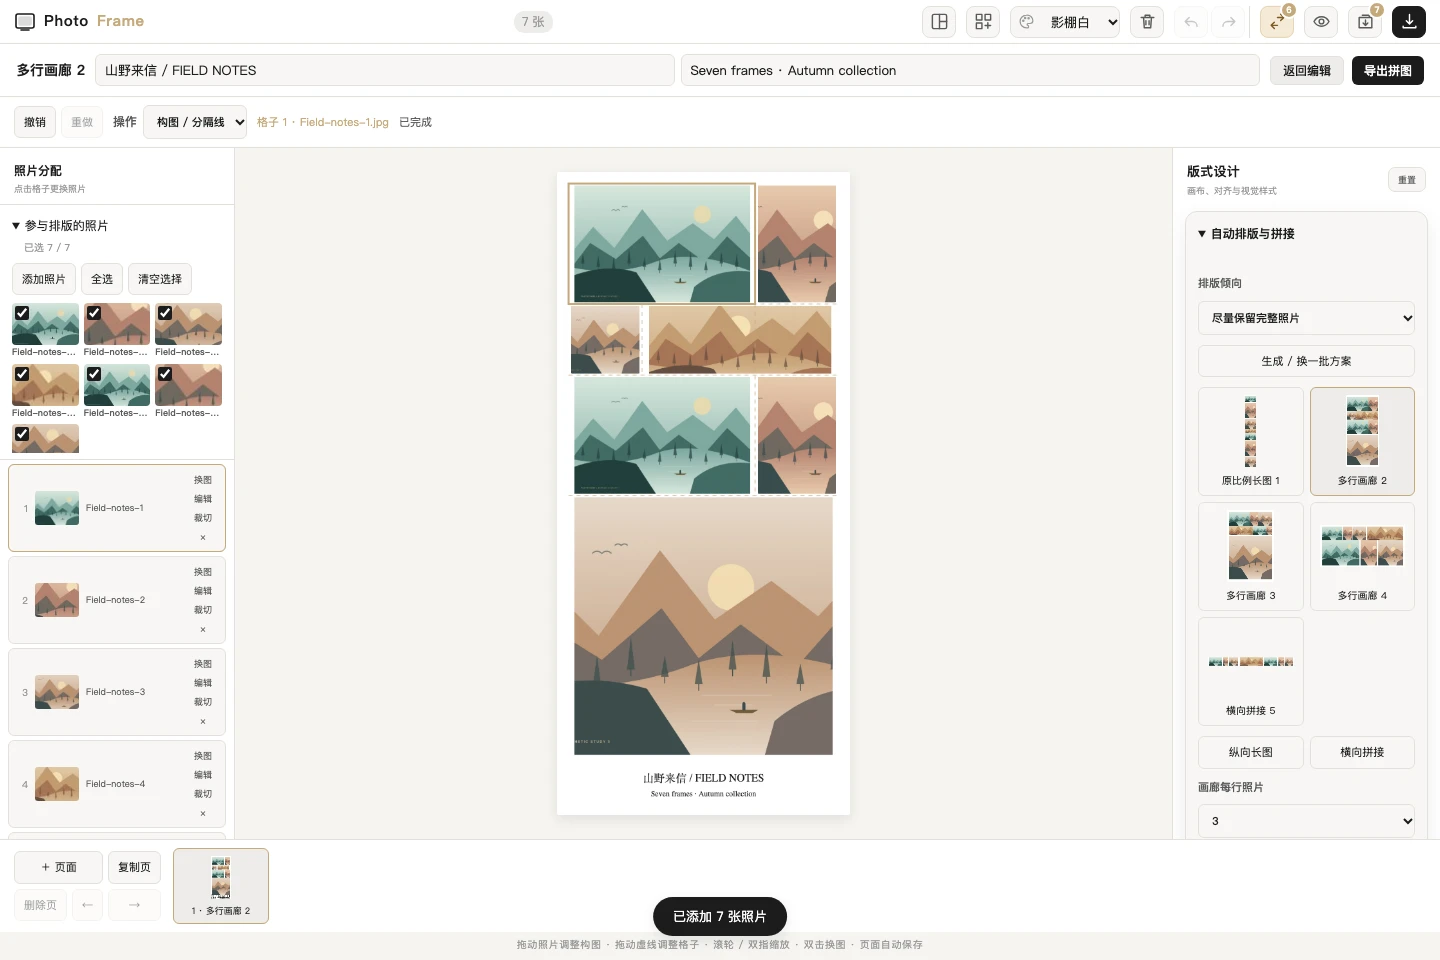 Photo Frame
7 张
影棚白
6
7
多行画廊 2
山野来信 / FIELD NOTES
Seven frames · Autumn collection
返回编辑
导出拼图
撤销
重做
操作
构图 / 分隔线
格子 1 · Field-notes-1.jpg
已完成
照片分配
点击格子更换照片
▼ 参与排版的照片
已选 7 / 7
添加照片
全选
清空选择
Field-notes-...
Field-notes-...
Field-notes-...
Field-notes-...
Field-notes-...
Field-notes-...
1
Field-notes-1
换图
编辑
裁切
×
2
Field-notes-2
换图
编辑
裁切
×
3
Field-notes-3
换图
编辑
裁切
×
4
Field-notes-4
换图
编辑
裁切
×
山野来信 / FIELD NOTES
Seven frames · Autumn collection
版式设计
画布、对齐与视觉样式
重置
▼ 自动排版与拼接
排版倾向
尽量保留完整照片
生成 / 换一批方案
原比例长图 1
多行画廊 2
多行画廊 3
多行画廊 4
横向拼接 5
纵向长图
横向拼接
画廊每行照片
3
＋ 页面
复制页
删除页
←
→
1 · 多行画廊 2
已添加 7 张照片
拖动照片调整构图 · 拖动虚线调整格子 · 滚轮 / 双指缩放 · 双击换图 · 页面自动保存